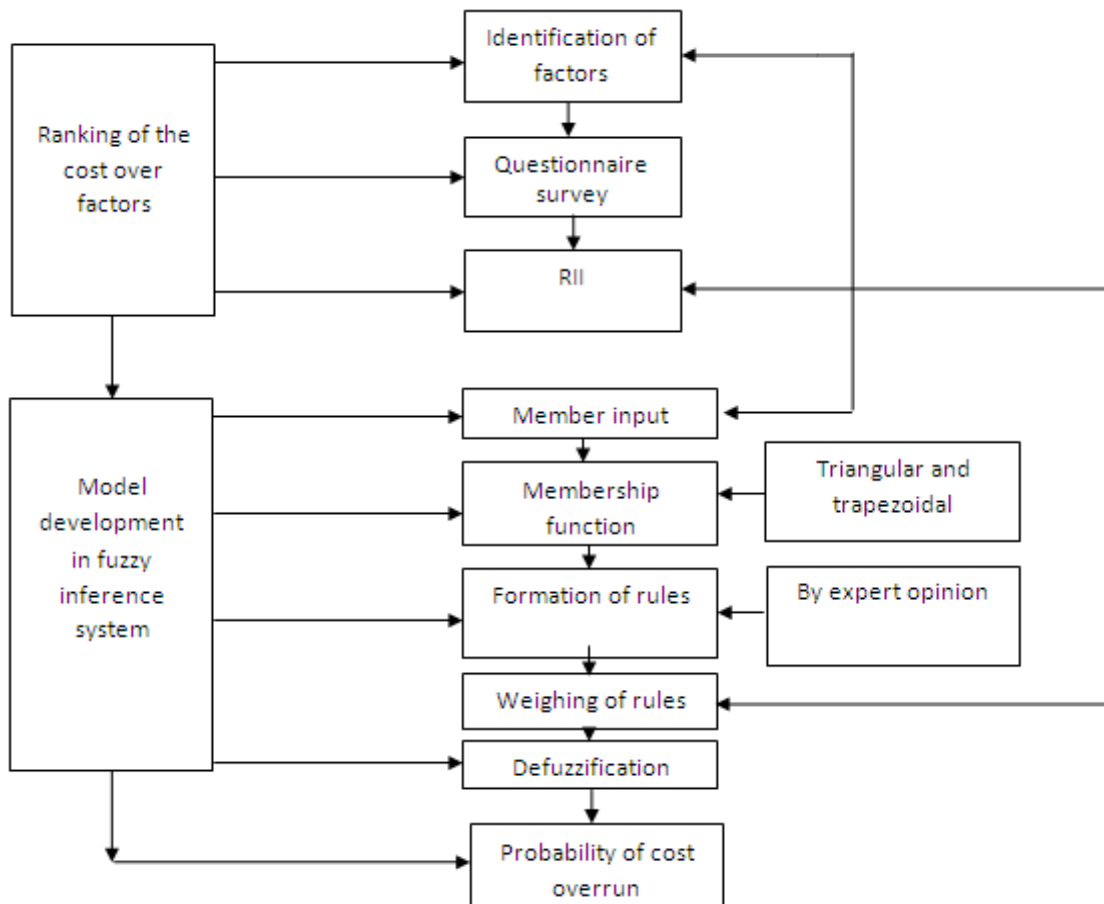 Identification of
factors
Ranking of the
cost over
factors
Questionnaire
survey
RII
Member input
Model
development
in fuzzy
inference
system
Membership
function
Triangular and
trapezoidal
Formation of rules
By expert opinion
Weighing of rules
Defuzzification
Probability of cost
overrun